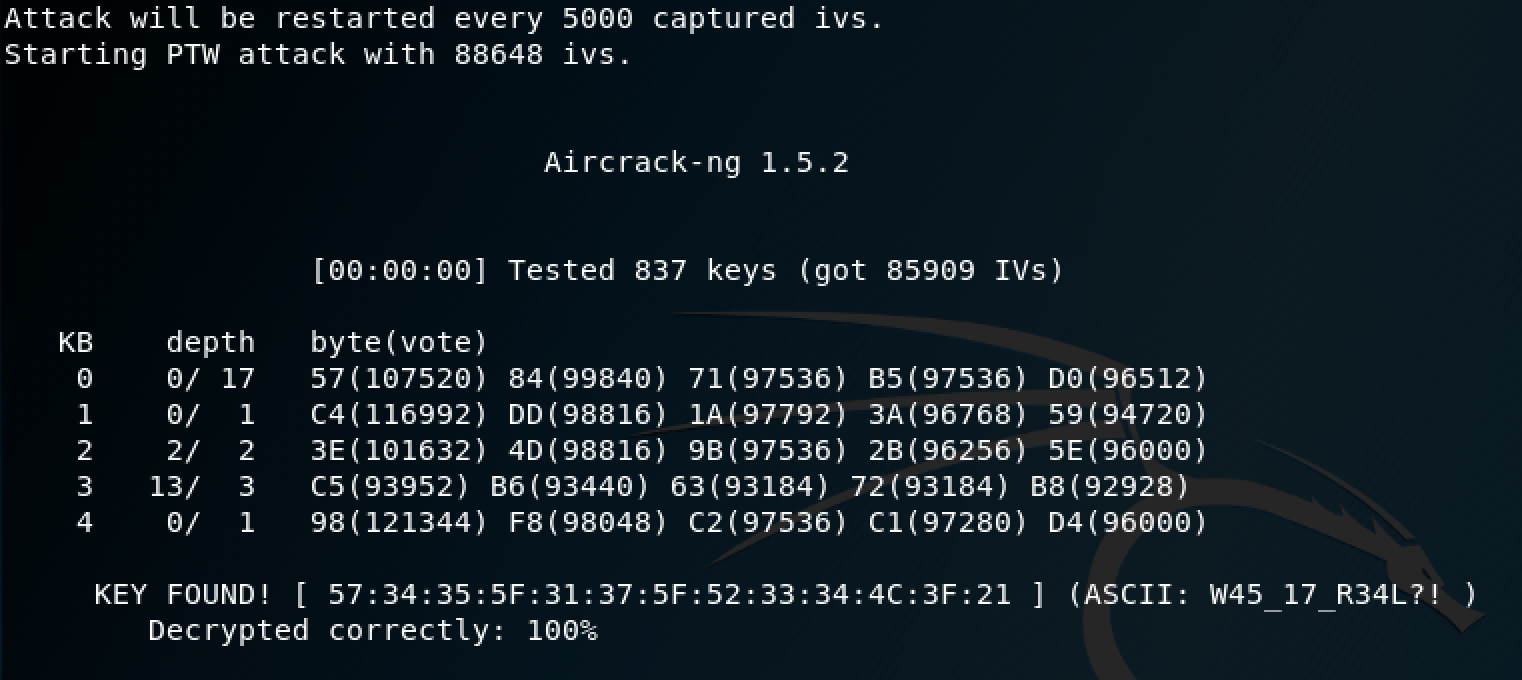 Attack will be restarted every 5000 captured ivs.
Starting PTW attack with 88648 ivs.
Aircrack-ng 1.5.2
[00:00:00] Tested 837 keys (got 85909 IVs)
KB depth byte(vote)
0 0/ 17 57(107520) 84(99840) 71(97536) B5(97536) D0(96512)
1 0/ 1 C4(116992) DD(98816) 1A(97792) 3A(96768) 59(94720)
2 2/ 2 3E(101632) 4D(98816) 9B(97536) 2B(96256) 5E(96000)
3 13/ 3 C5(93952) B6(93440) 63(93184) 72(93184) B8(92928)
4 0/ 1 98(121344) F8(98048) C2(97536) C1(97280) D4(96000)
KEY FOUND! [ 57:34:35:5F:31:37:5F:52:33:34:4C:3F:21 ] (ASCII: W45_17_R34L?! )
Decrypted correctly: 100%